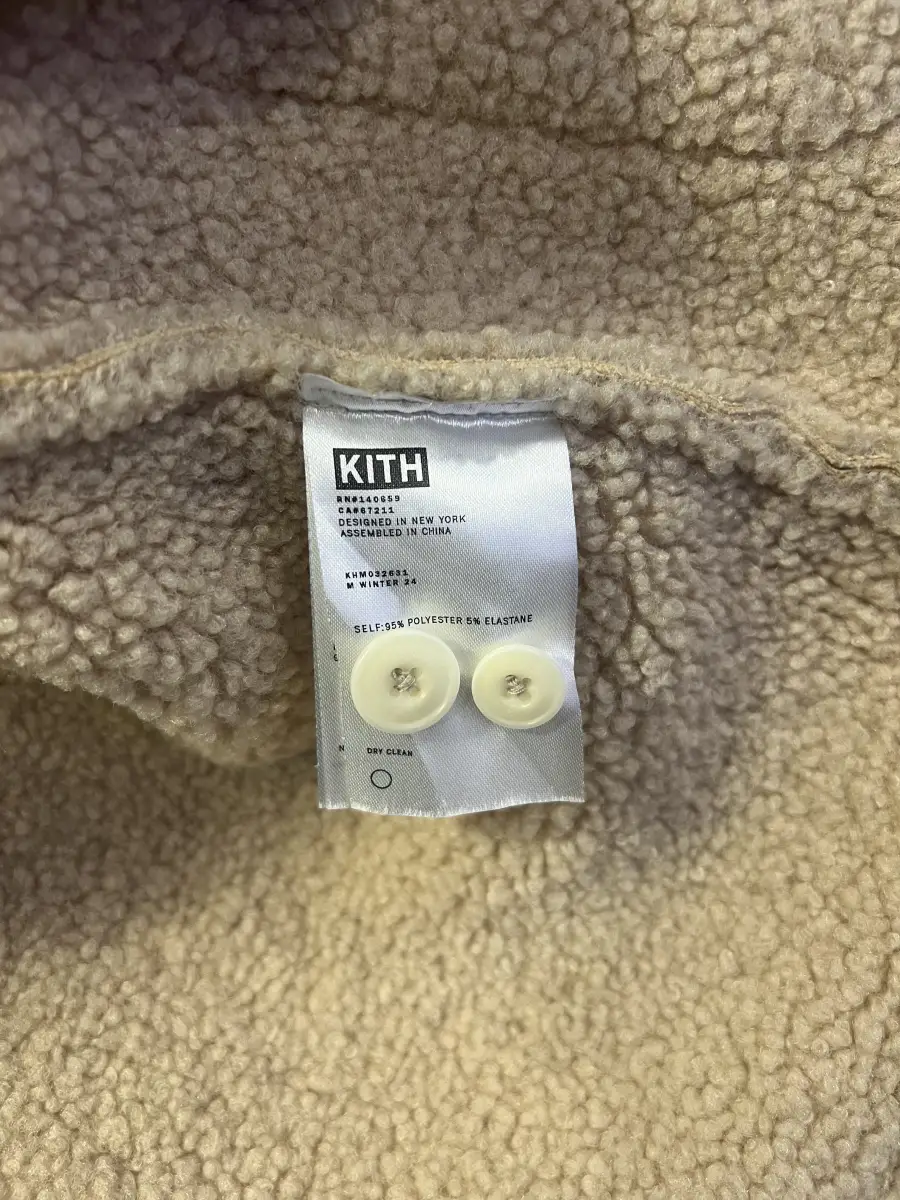 KITH
RN#140659
CA#67211
DESIGNED IN NEW YORK
ASSEMBLED IN CHINA
KHM032631
M WINTER 24
SELF:95% POLYESTER 5% ELASTANE
N
DRY CLEAN